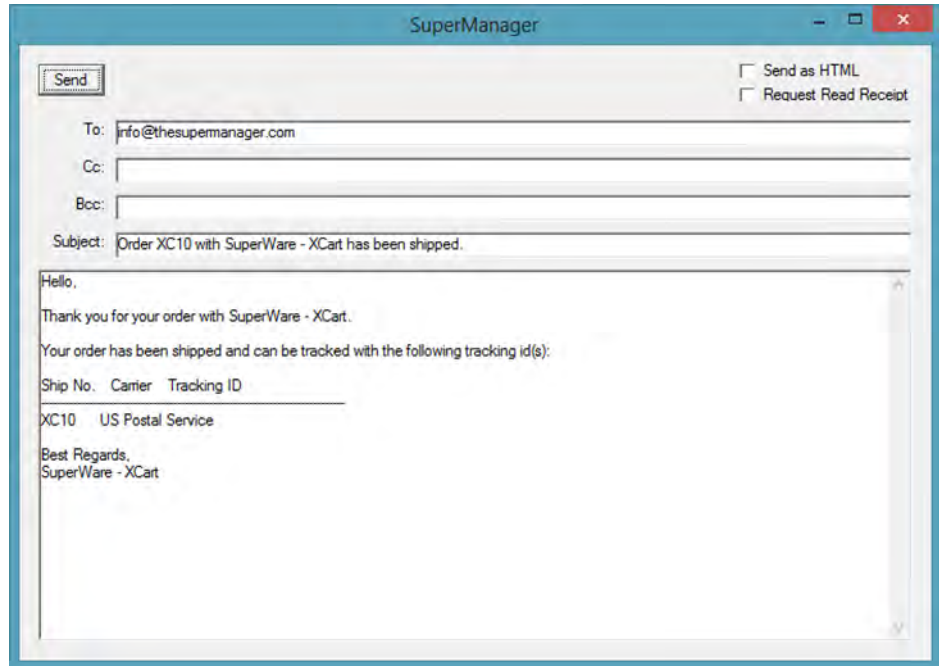 SuperManager
Send
Send as HTML
Request Read Receipt
To: info@thesupermanager.com
Cc:
Bcc:
Subject: Order XC10 with SuperWare - XCart has been shipped.
Hello,
Thank you for your order with SuperWare - XCart.
Your order has been shipped and can be tracked with the following tracking id(s):
Ship No. Carrier Tracking ID
XC10 US Postal Service
Best Regards,
SuperWare - XCart